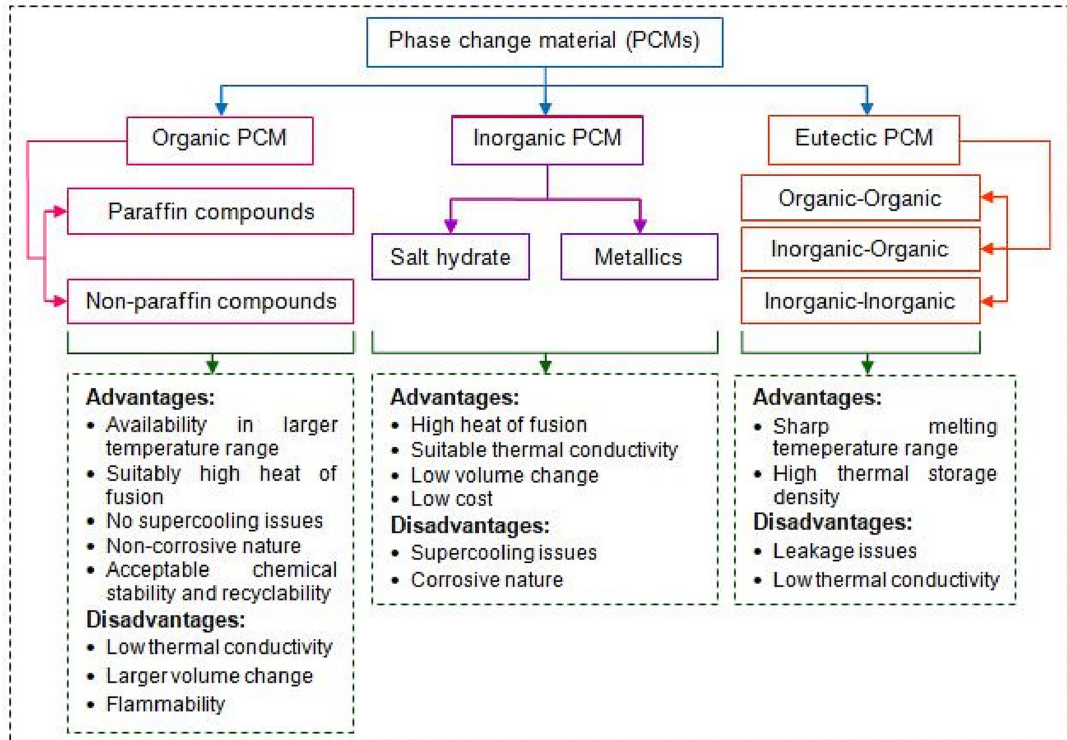 Phase change material (PCMs)
Organic PCM
Inorganic PCM
Eutectic PCM
Paraffin compounds
Non-paraffin compounds
Salt hydrate
Metallics
Organic-Organic
Inorganic-Organic
Inorganic-Inorganic
Advantages:
• Availability in larger
temperature range
• Suitably high heat of
fusion
• No supercooling issues
• Non-corrosive nature
• Acceptable chemical
stability and recyclability
Disadvantages:
• Low thermal conductivity
• Larger volume change
• Flammability
Advantages:
• High heat of fusion
• Suitable thermal conductivity
• Low volume change
• Low cost
Disadvantages:
• Supercooling issues
• Corrosive nature
Advantages:
• Sharp melting
temeperature range
• High thermal storage
density
Disadvantages:
• Leakage issues
• Low thermal conductivity